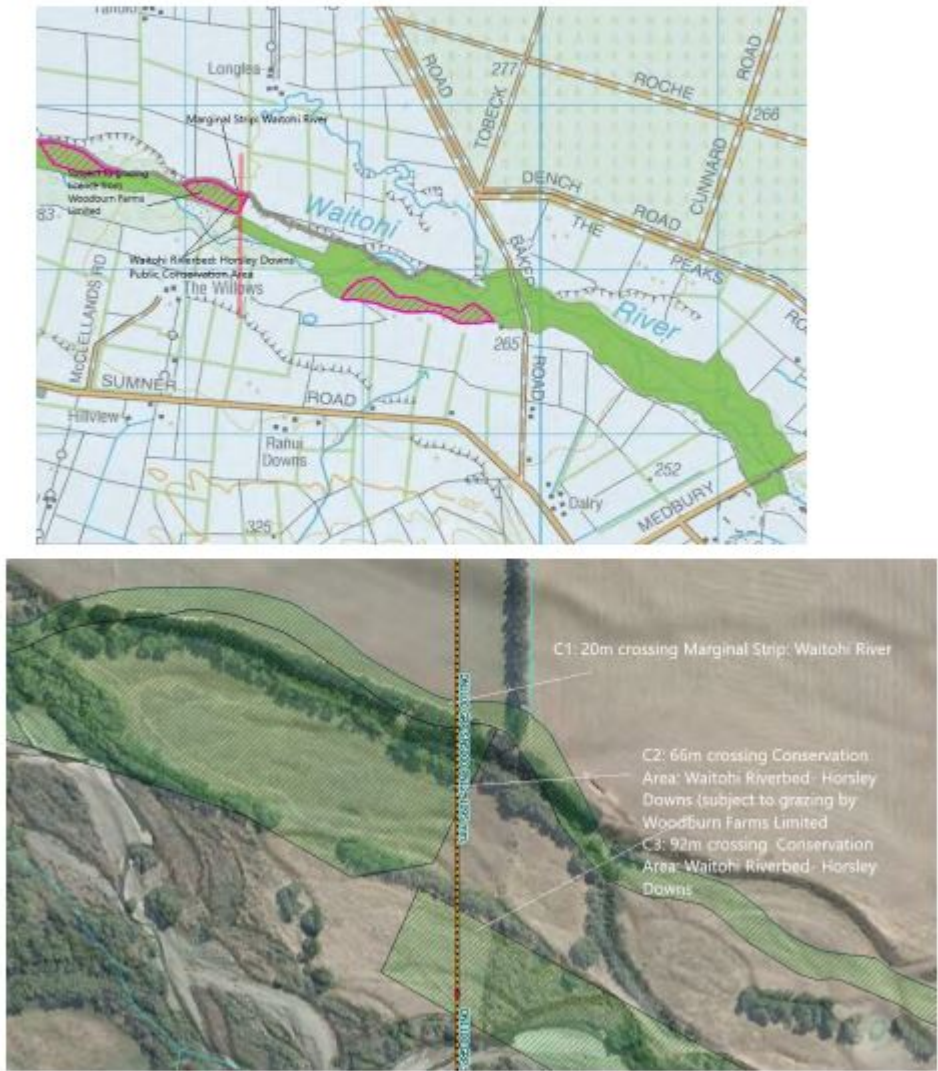 Longlea
277
ROAD
TOBECK
ROCHE
ROAD
266
CUNNARD
Marginal Strip: Waitohi River
DENCH
ROAD
Woodburn Farms
Limited
83
Waitohi
THE
PEAKS
BAKER
Waitohi Riverbed: Horsley Downs
Public Conservation Area
The Willows
McCLELLANDS RD
River
265
ROAD
SUMNER
ROAD
Hillview
Rahui
Downs
252
Dalry
MEDBURY
325
C1: 20m crossing Marginal Strip: Waitohi River
C2: 66m crossing Conservation
Area: Waitohi Riverbed- Horsley
Downs (subject to grazing by
Woodburn Farms Limited
C3: 92m crossing Conservation
Area: Waitohi Riverbed- Horsley
Downs